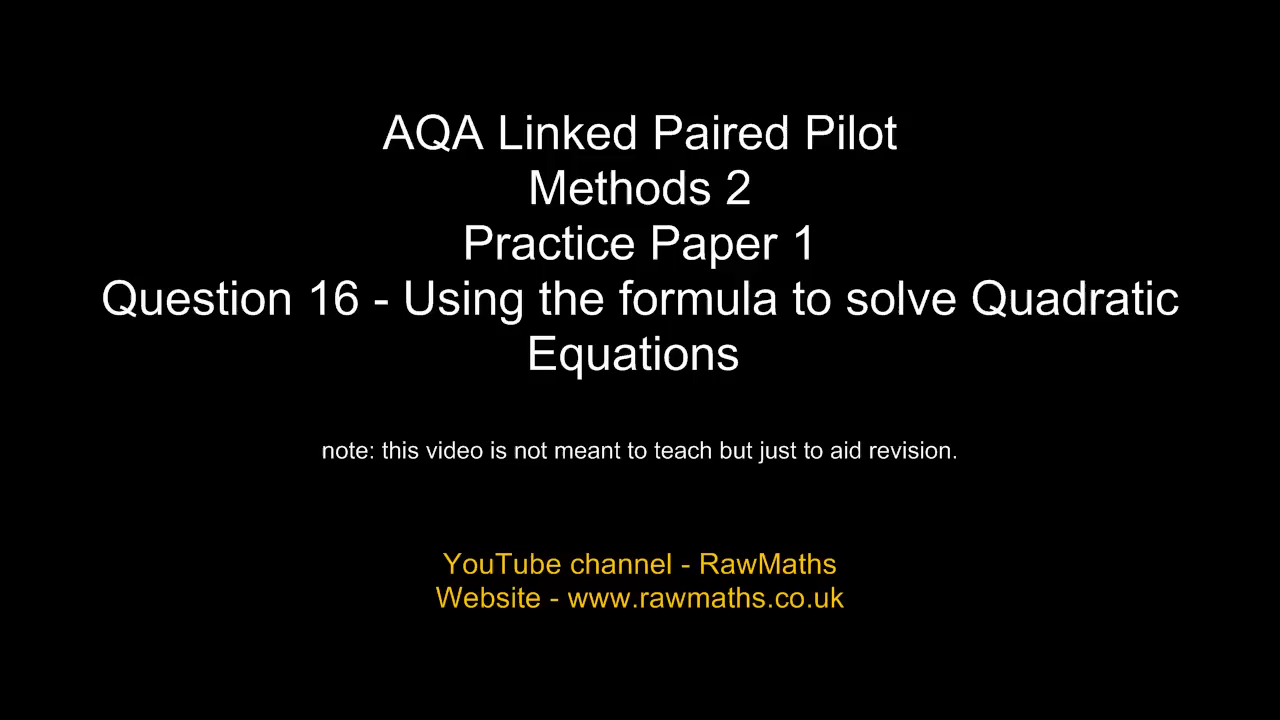 AQA Linked Paired Pilot
Methods 2
Practice Paper 1
Question 16 - Using the formula to solve Quadratic
Equations
note: this video is not meant to teach but just to aid revision.
YouTube channel - RawMaths
Website - www.rawmaths.co.uk